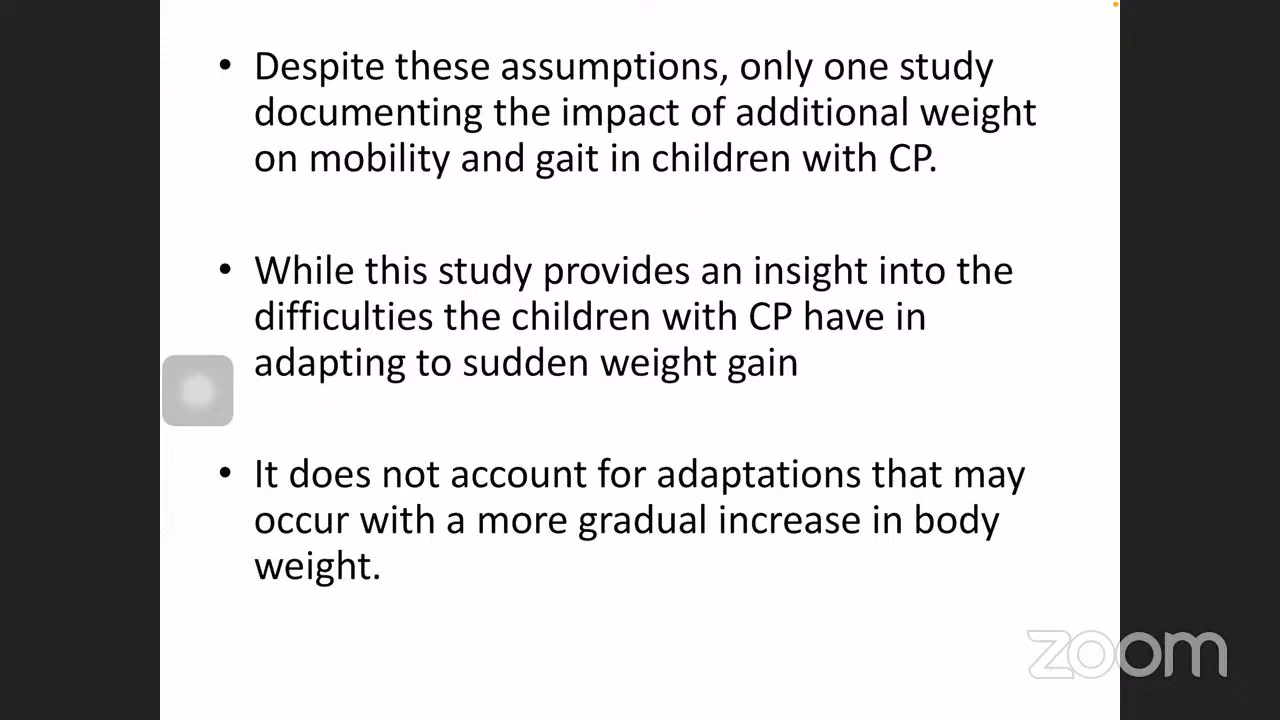 • Despite these assumptions, only one study
documenting the impact of additional weight
on mobility and gait in children with CP.
• While this study provides an insight into the
difficulties the children with CP have in
adapting to sudden weight gain
• It does not account for adaptations that may
occur with a more gradual increase in body
weight.
zoom